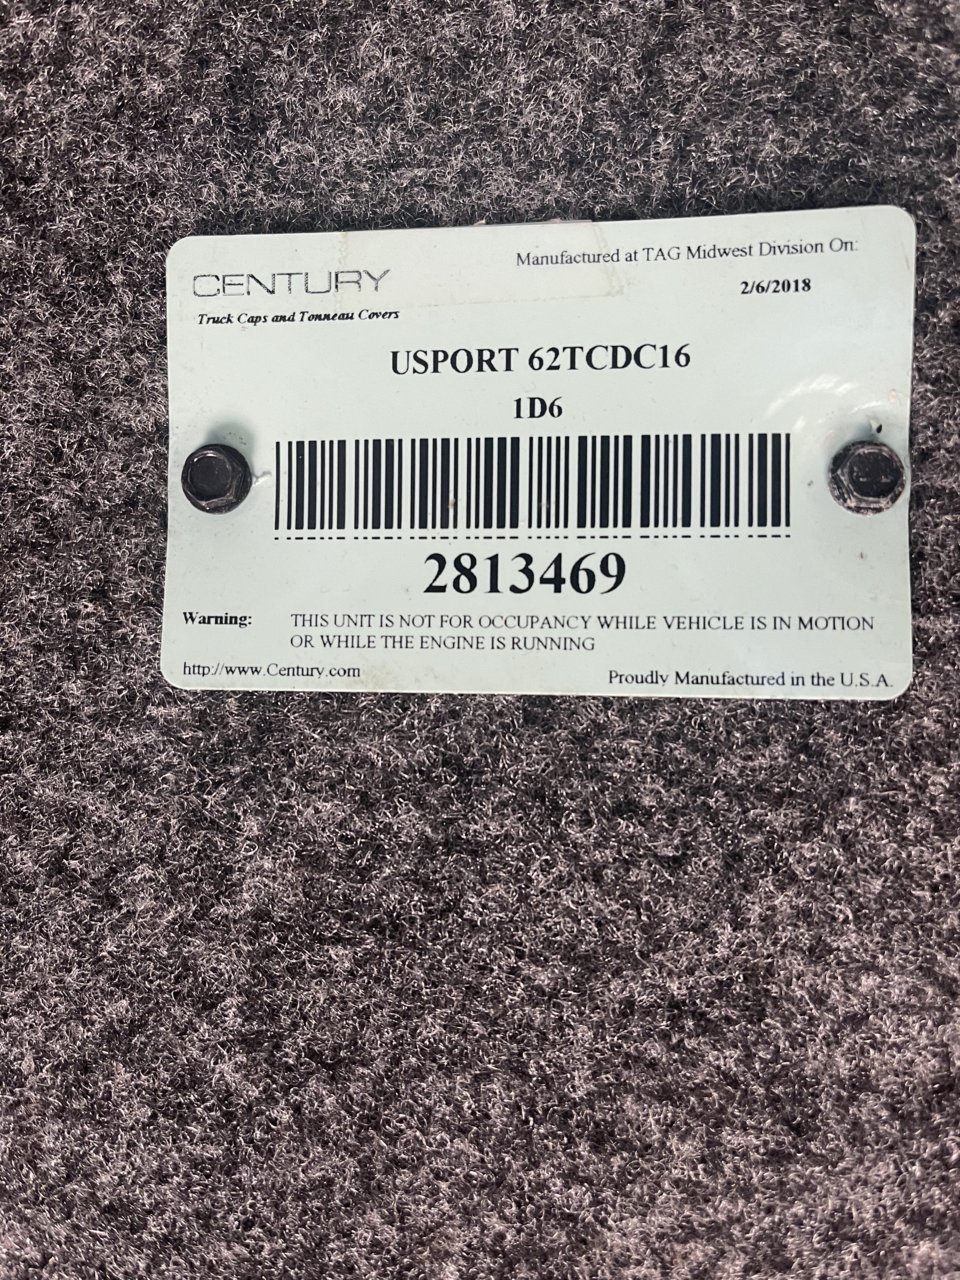 CENTURY
Truck Caps and Tonneau Covers
Manufactured at TAG Midwest Division On:
2/6/2018
USPORT 62TCDC16
1D6
2813469
Warning: THIS UNIT IS NOT FOR OCCUPANCY WHILE VEHICLE IS IN MOTION
OR WHILE THE ENGINE IS RUNNING
http://www.Century.com
Proudly Manufactured in the U.S.A.